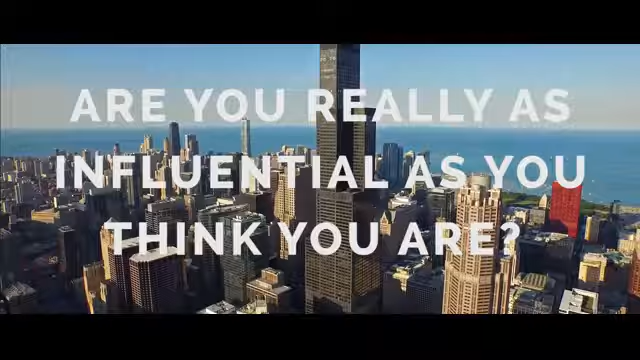 ARE YOU REALLY AS
INFLUENTIAL AS YOU
THINK YOU ARE?